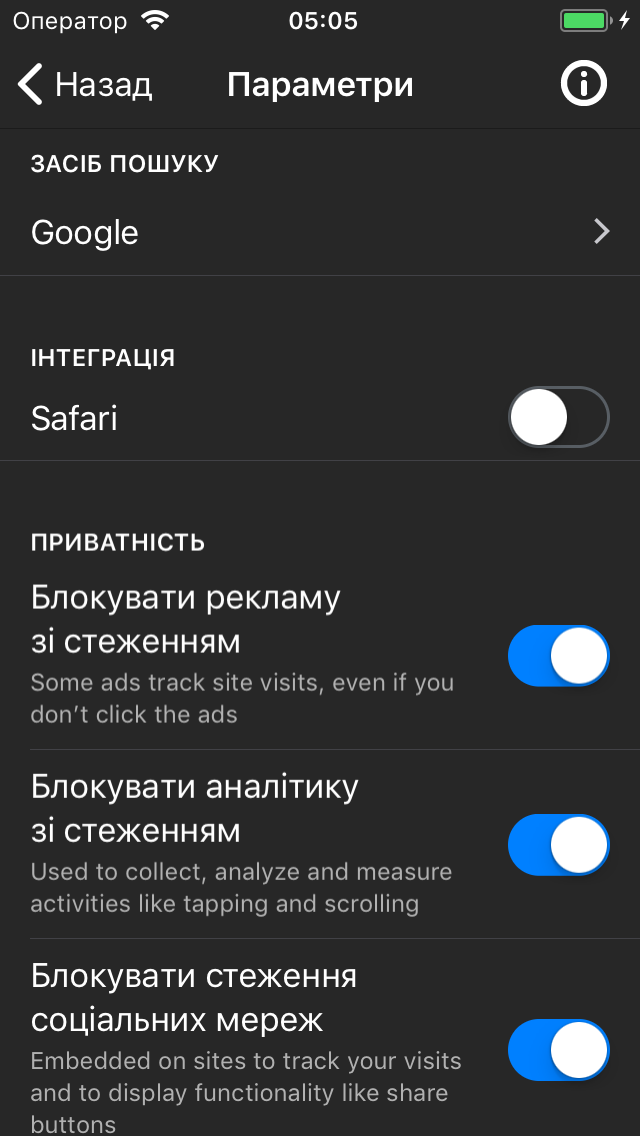 Оператор 05:05
Назад Параметри
ЗАСІБ ПОШУКУ
Google
ІНТЕГРАЦІЯ
Safari
ПРИВАТНІСТЬ
Блокувати рекламу
зі стеженням
Some ads track site visits, even if you
don’t click the ads
Блокувати аналітику
зі стеженням
Used to collect, analyze and measure
activities like tapping and scrolling
Блокувати стеження
соціальних мереж
Embedded on sites to track your visits
and to display functionality like share
buttons